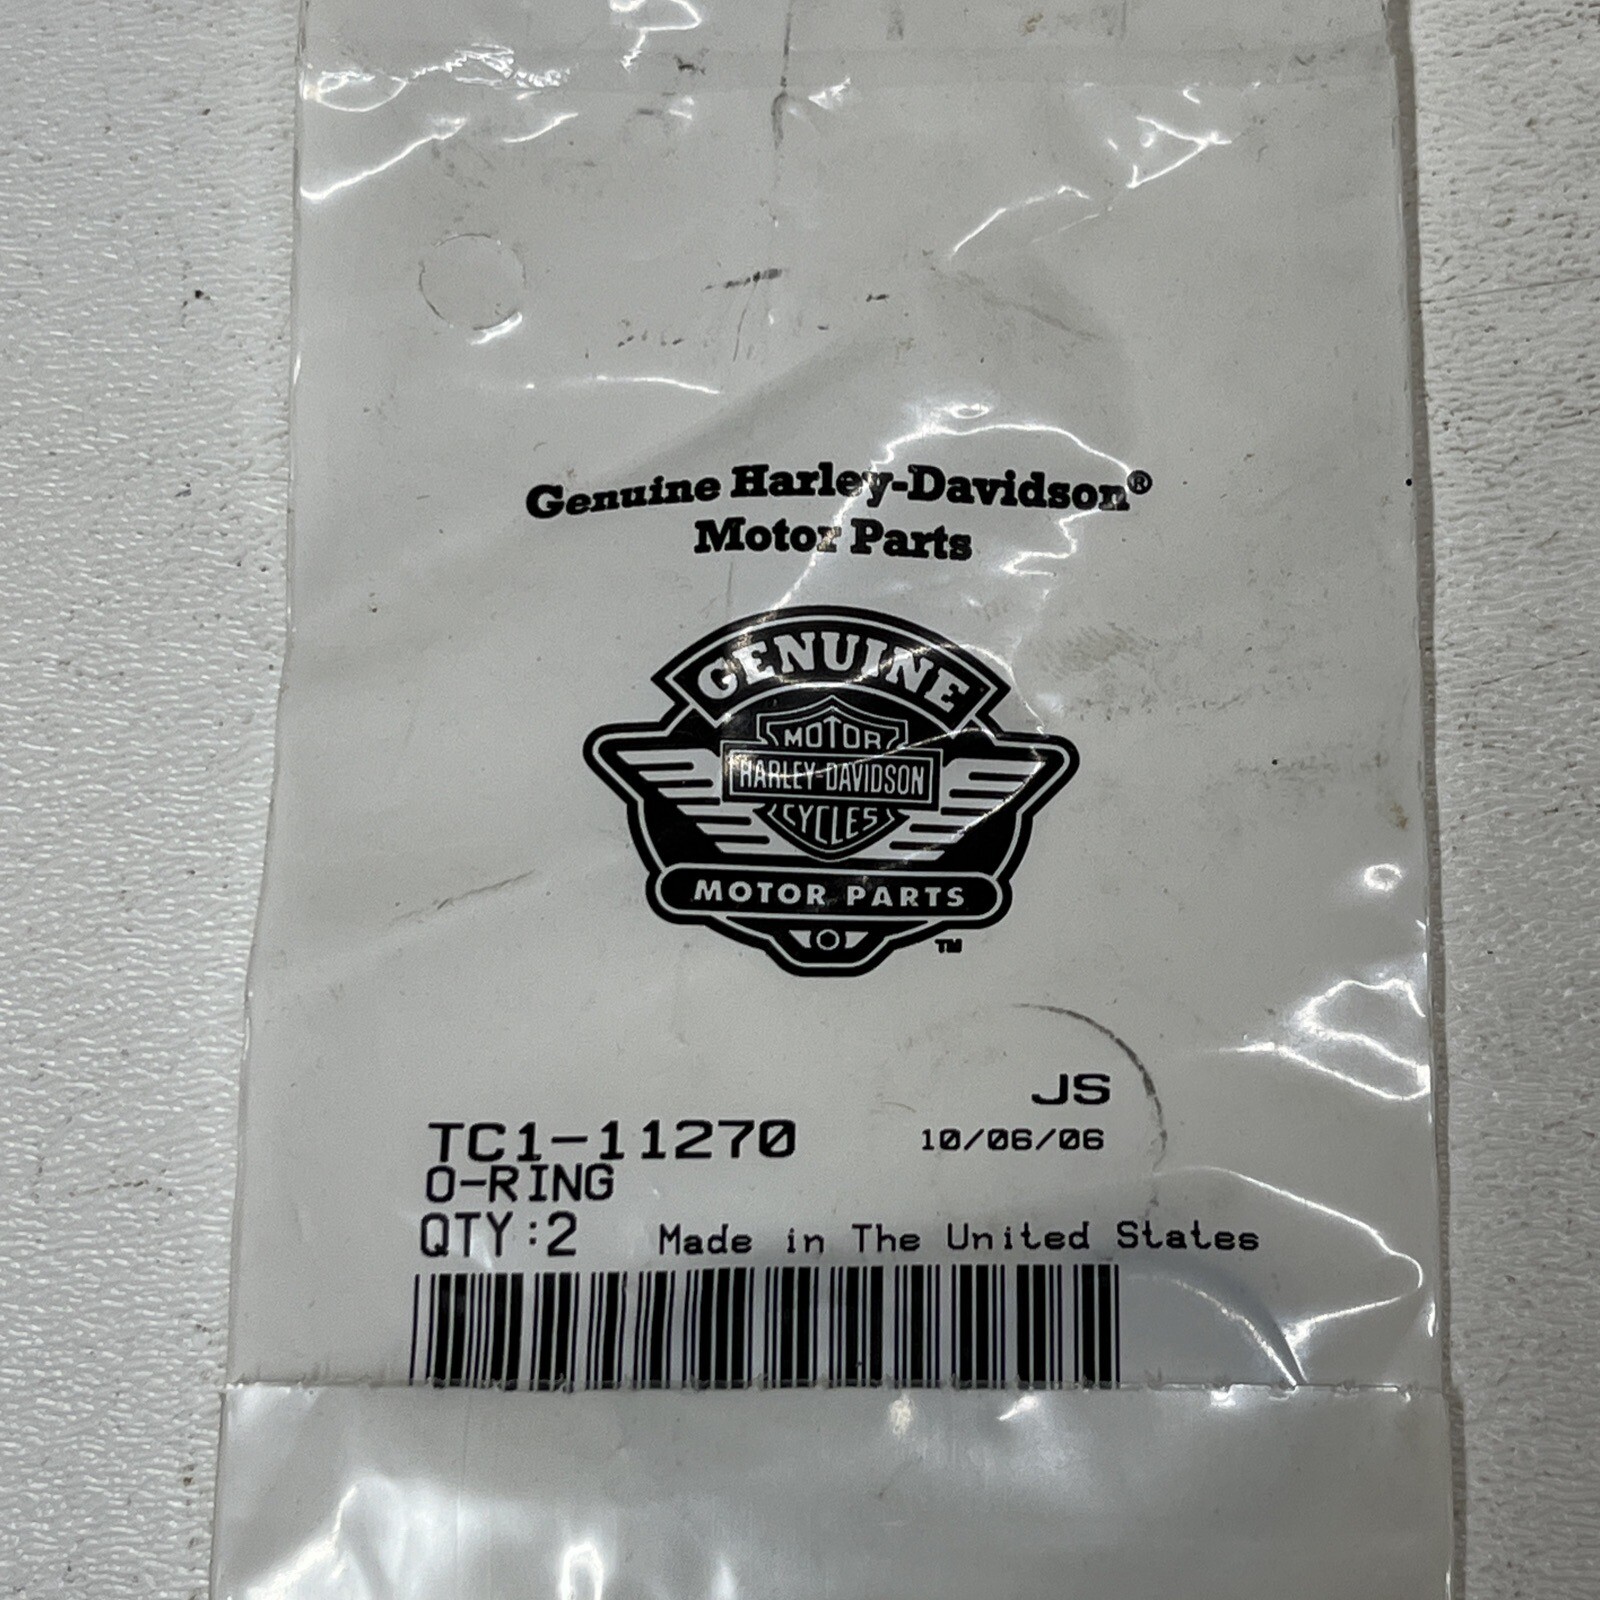 Genuine Harley-Davidson®
Motor Parts
GENUINE
MOTOR
HARLEY-DAVIDSON
CYCLES
MOTOR PARTS
TM
JS
TC1-11270 10/06/06
O-RING
QTY:2 Made in The United States